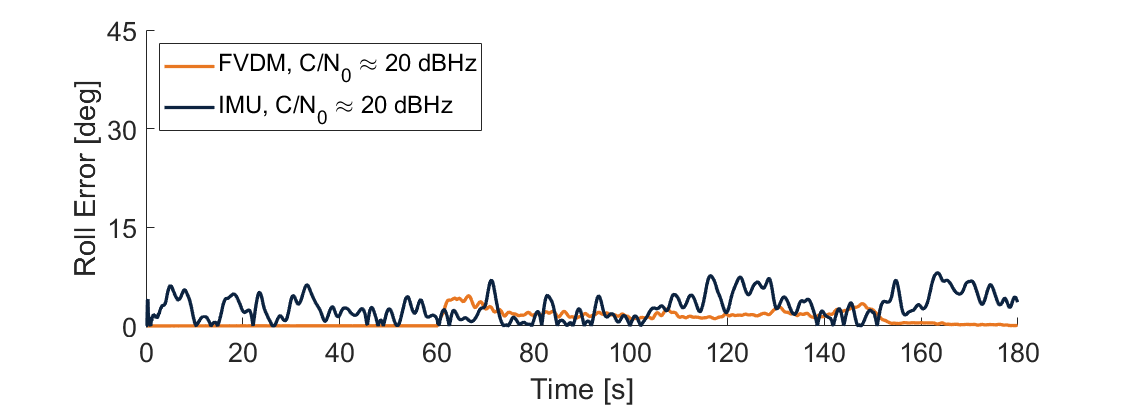 45
30
15
0
Roll Error [deg]
FVDM, C/N0 ≈ 20 dBHz
IMU, C/N0 ≈ 20 dBHz
0 20 40 60 80 100 120 140 160 180
Time [s]